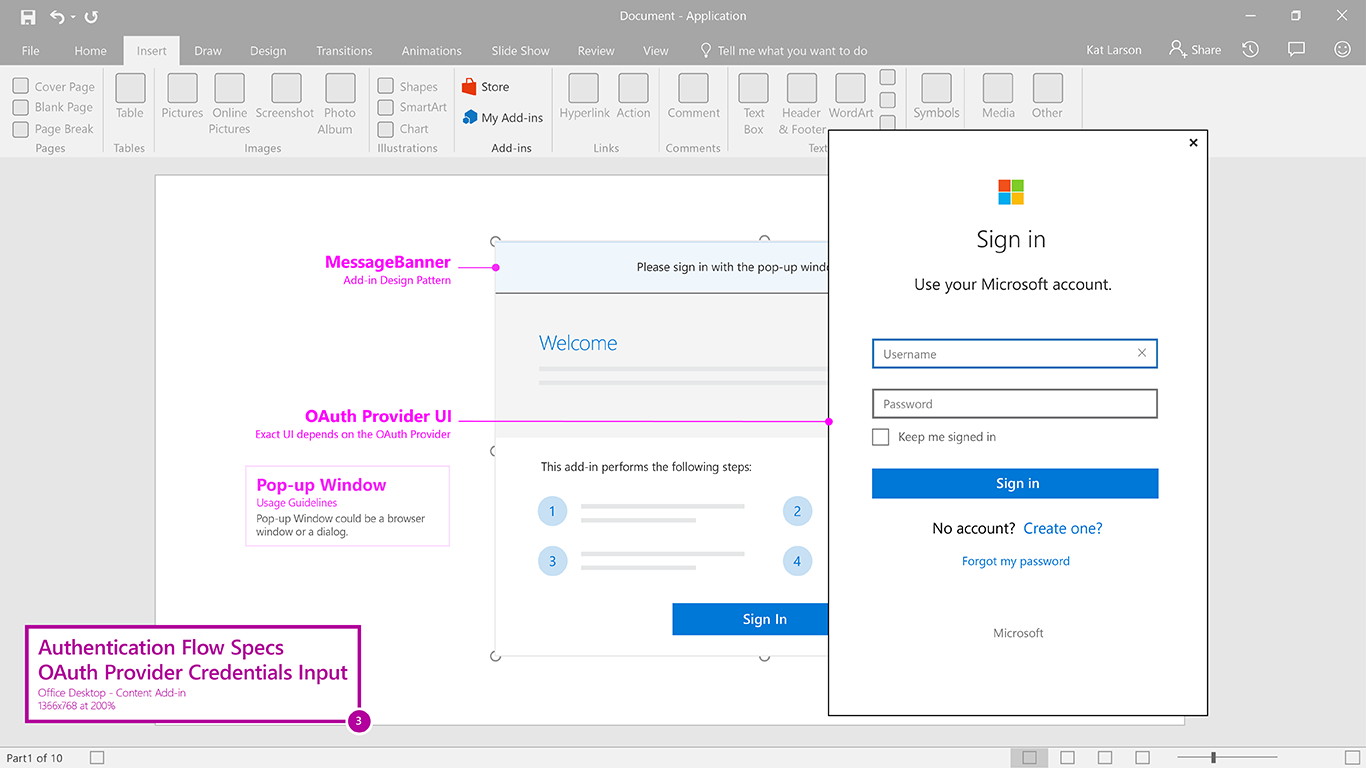 Document - Application
File Home Insert Draw Design Transitions Animations Slide Show Review View Tell me what you want to do Kat Larson Share
Cover Page
Blank Page
Page Break
Pages
Table
Tables
Pictures
Online
Pictures
Screenshot
Photo
Album
Images
Shapes
SmartArt
Chart
Illustrations
Store
My Add-ins
Add-ins
Hyperlink
Action
Links
Comment
Comments
Text
Box
Header
& Footer
WordArt
Text
Symbols
Media
Other
MessageBanner
Add-in Design Pattern
Please sign in with the pop-up
Welcome
OAuth Provider UI
Exact UI depends on the OAuth Provider
Pop-up Window
Usage Guidelines
Pop-up Window could be a browser
window or a dialog.
This add-in performs the following steps:
1
2
3
4
Sign In
Sign in
Use your Microsoft account.
Username
Password
Keep me signed in
Sign in
No account? Create one?
Forgot my password
Microsoft
Authentication Flow Specs
OAuth Provider Credentials Input
Office Desktop - Content Add-in
1366x768 at 200%
3
Part1 of 10